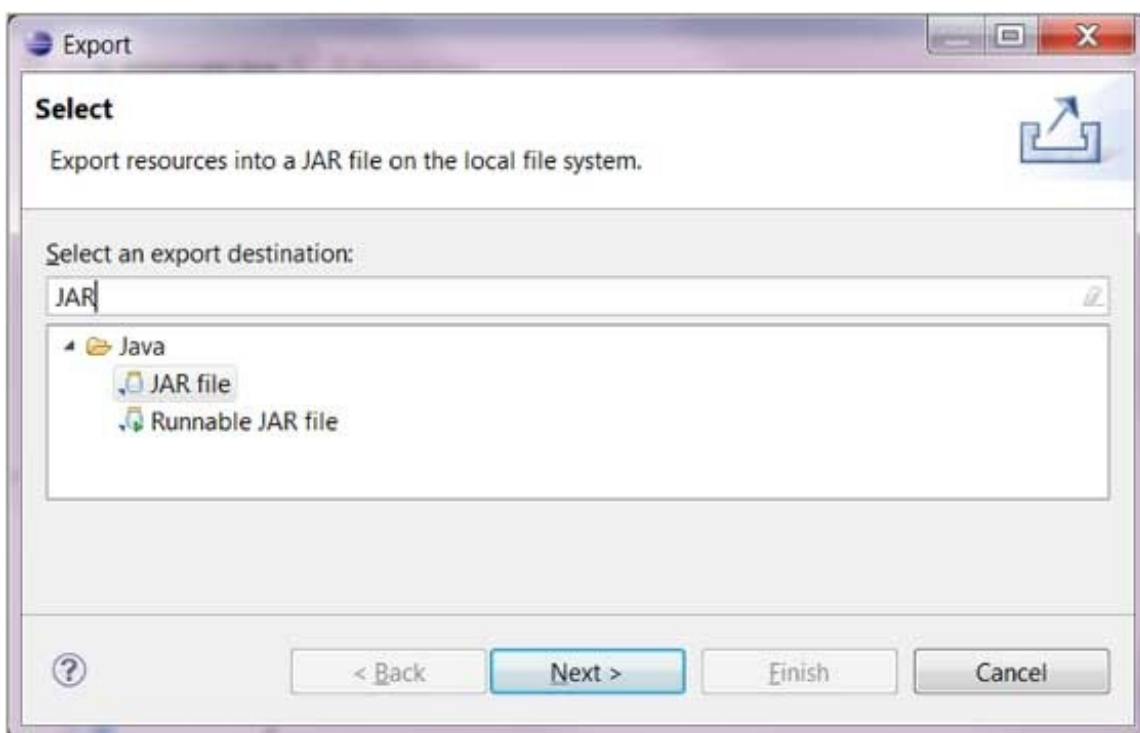 Export
Select
Export resources into a JAR file on the local file system.
Select an export destination:
JAR
Java
JAR file
Runnable JAR file
?
< Back
Next >
Finish
Cancel